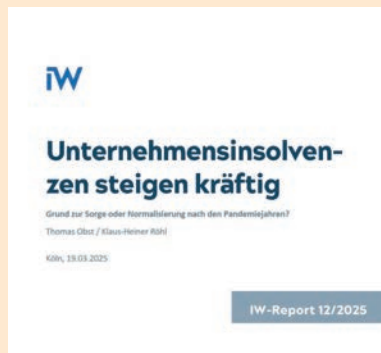 iW
Unternehmensinsolven-
zen steigen kräftig
Grund zur Sorge oder Normalisierung nach den Pandemiejahren?
Thomas Obst / Klaus-Heiner Röhl
Köln, 19.03.2025
IW-Report 12/2025